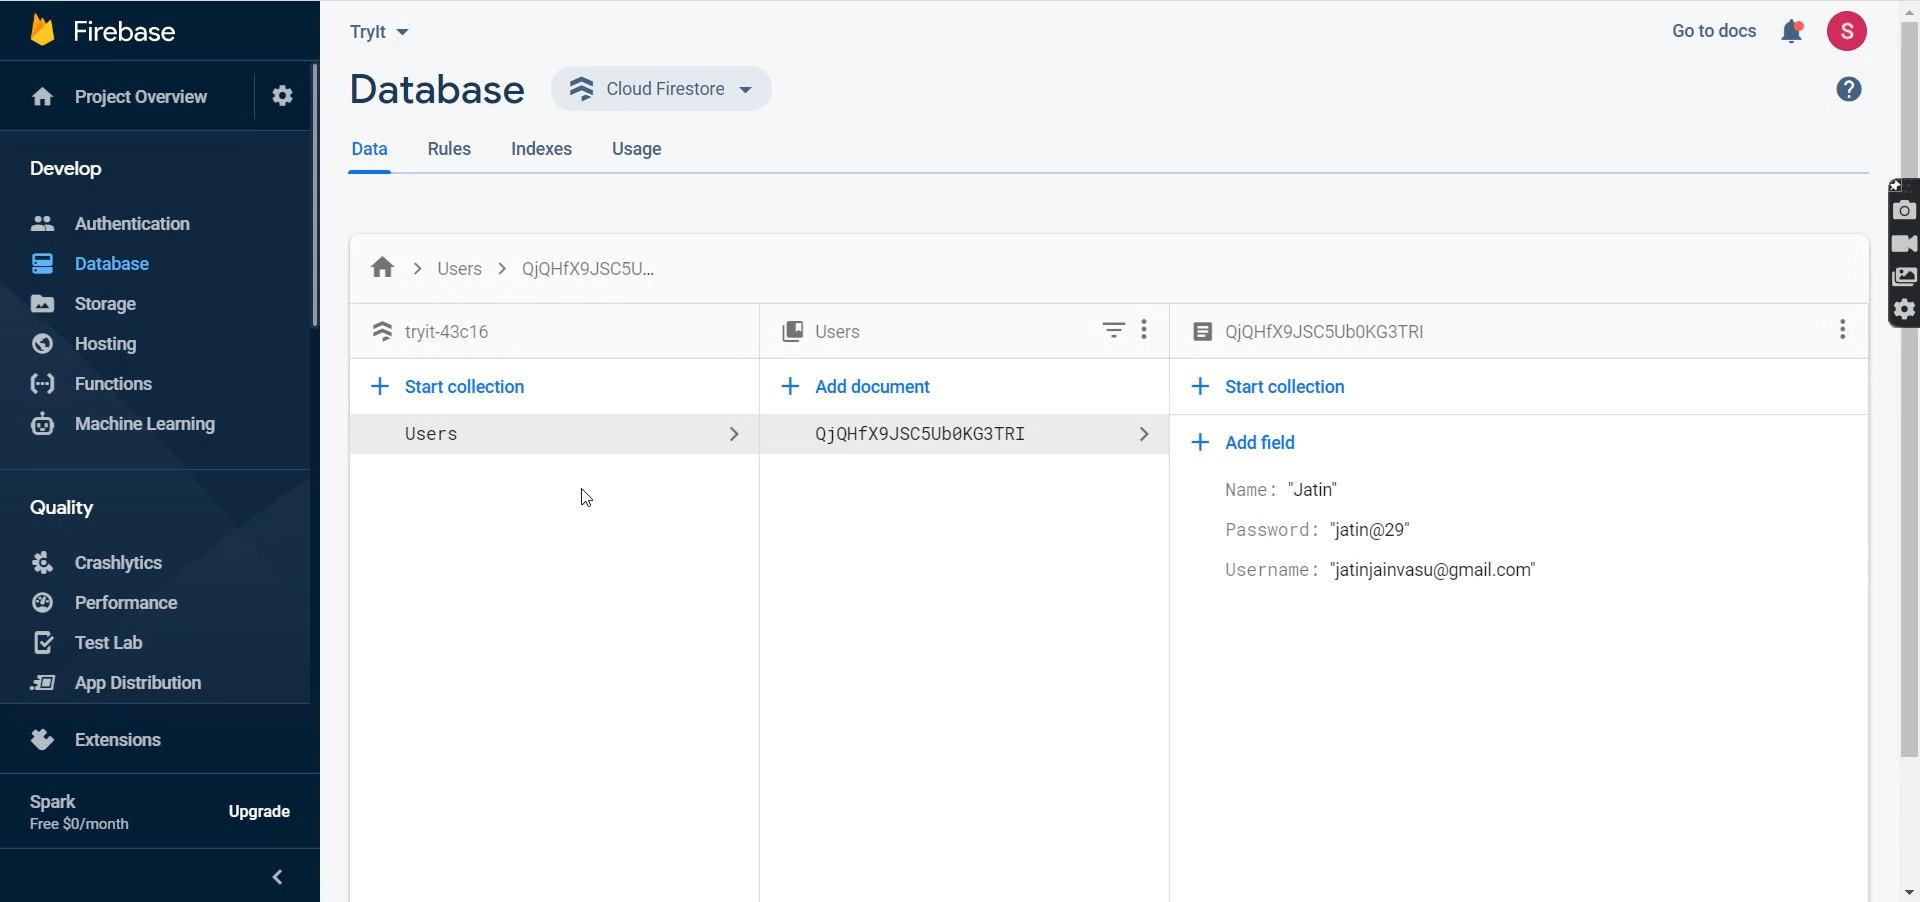 Firebase
Project Overview
Develop
Authentication
Database
Storage
Hosting
Functions
Machine Learning
Quality
Crashlytics
Performance
Test Lab
App Distribution
Extensions
Spark
Free $0/month
Upgrade
TryIt
Go to docs
S
Database
Cloud Firestore
?
Data Rules Indexes Usage
Users QjQHfX9JSC5U...
tryit-43c16
Start collection
Users
Users
Add document
QjQHfX9JSC5Ub0KG3TRI
QjQHfX9JSC5Ub0KG3TRI
Start collection
Add field
Name: "Jatin"
Password: "jatin@29"
Username: "jatinjainvasu@gmail.com"